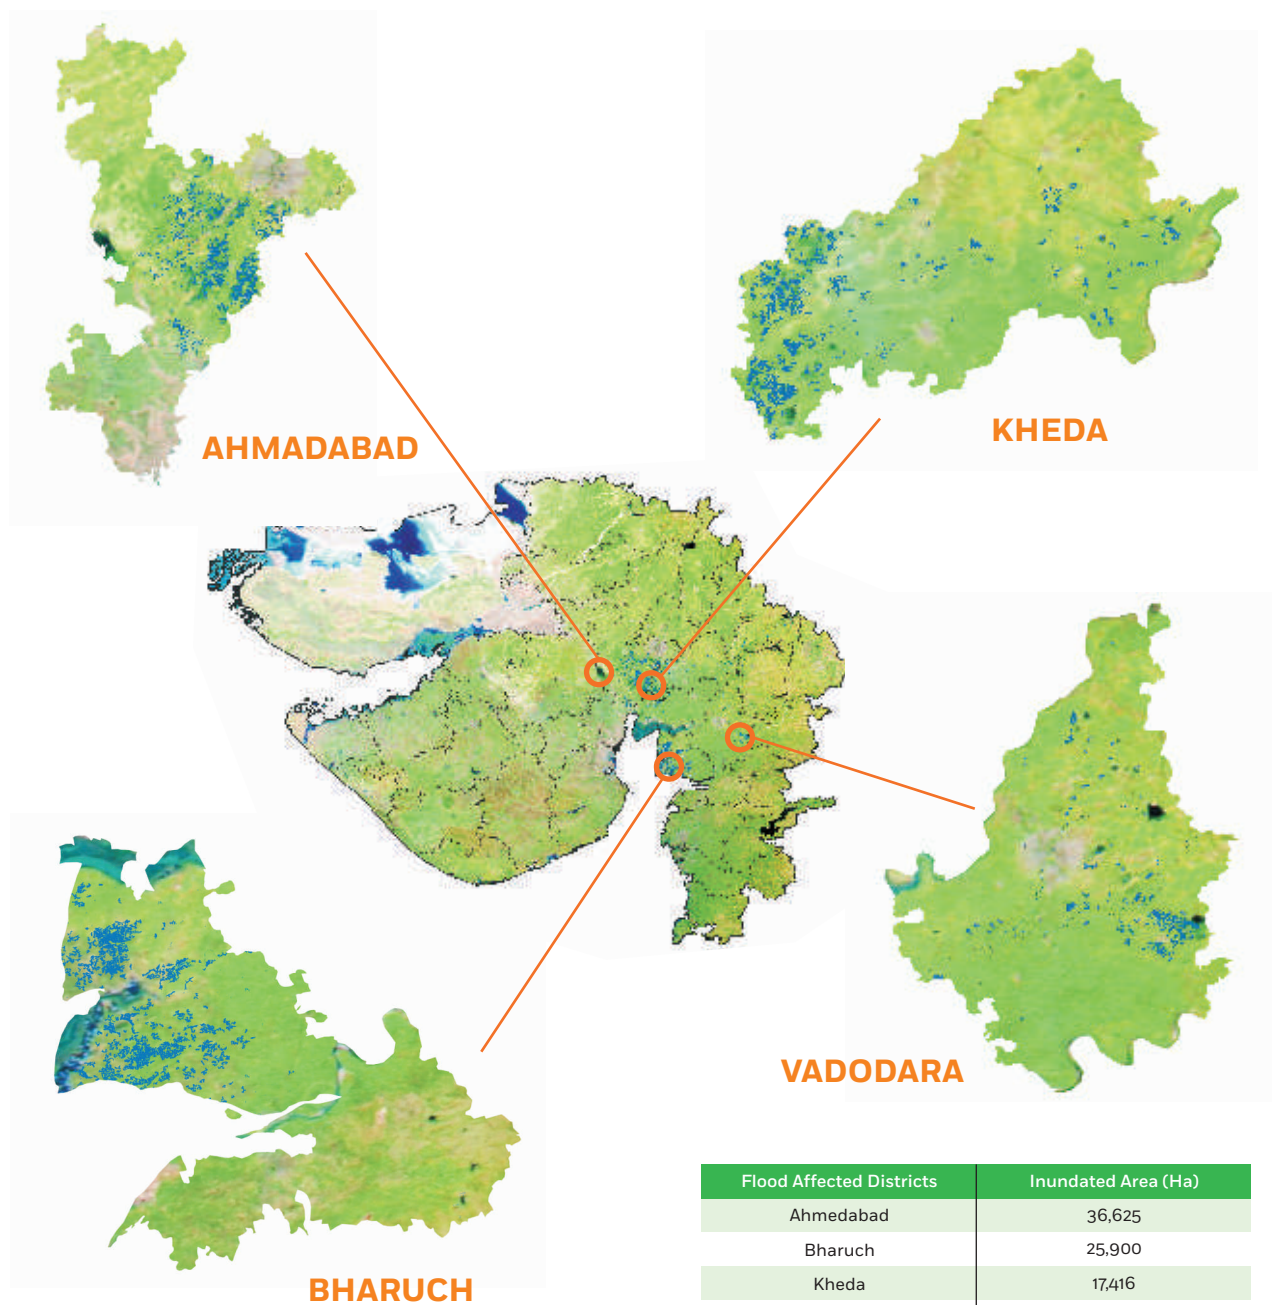 AHMADABAD
KHEDA
VADODARA
BHARUCH
Flood Affected Districts Inundated Area (Ha)
Ahmedabad 36,625
Bharuch 25,900
Kheda 17,416